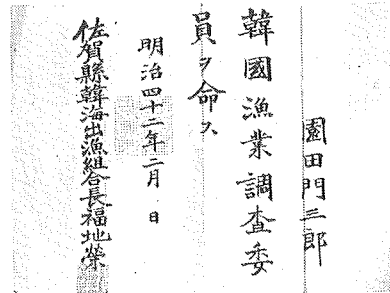 園田門三郎
韓國漁業調査委
員ヲ命ス
明治四十二年二月　日
佐賀縣韓海出漁組合長福地榮